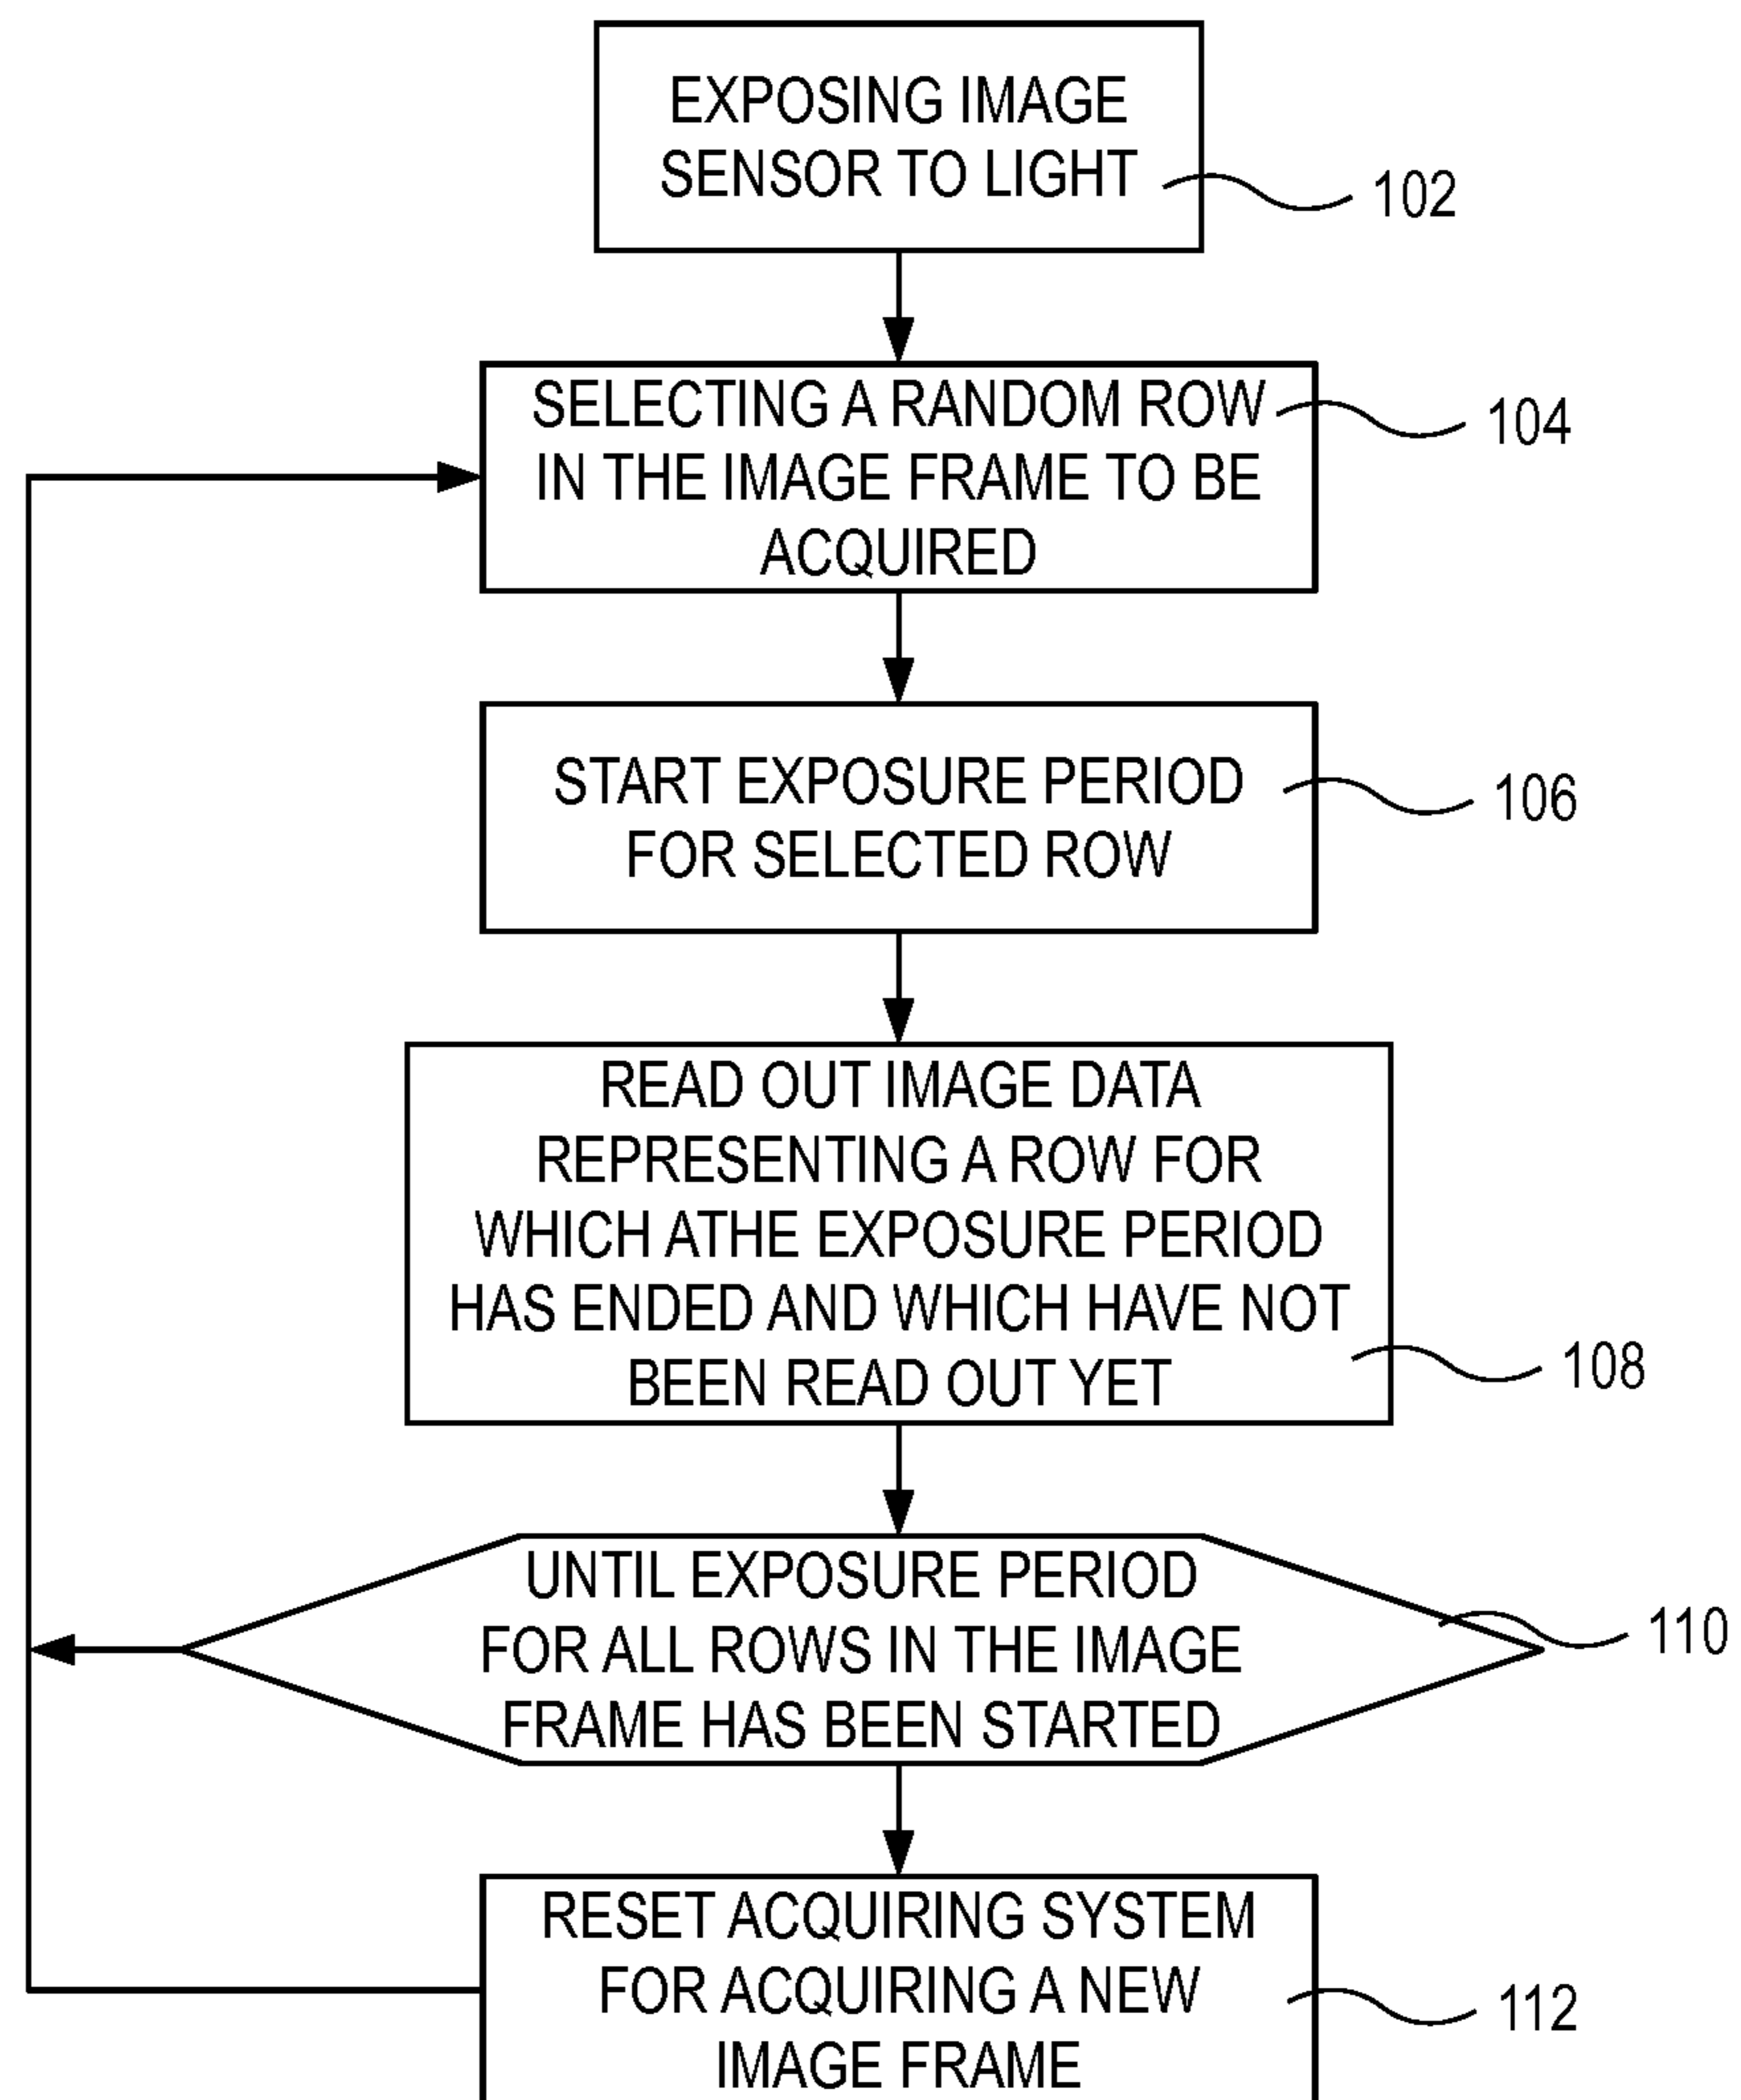 EXPOSING IMAGE
SENSOR TO LIGHT
102
SELECTING A RANDOM ROW
IN THE IMAGE FRAME TO BE
ACQUIRED
104
START EXPOSURE PERIOD
FOR SELECTED ROW
106
READ OUT IMAGE DATA
REPRESENTING A ROW FOR
WHICH ATHE EXPOSURE PERIOD
HAS ENDED AND WHICH HAVE NOT
BEEN READ OUT YET
108
UNTIL EXPOSURE PERIOD
FOR ALL ROWS IN THE IMAGE
FRAME HAS BEEN STARTED
110
RESET ACQUIRING SYSTEM
FOR ACQUIRING A NEW
IMAGE FRAME
112